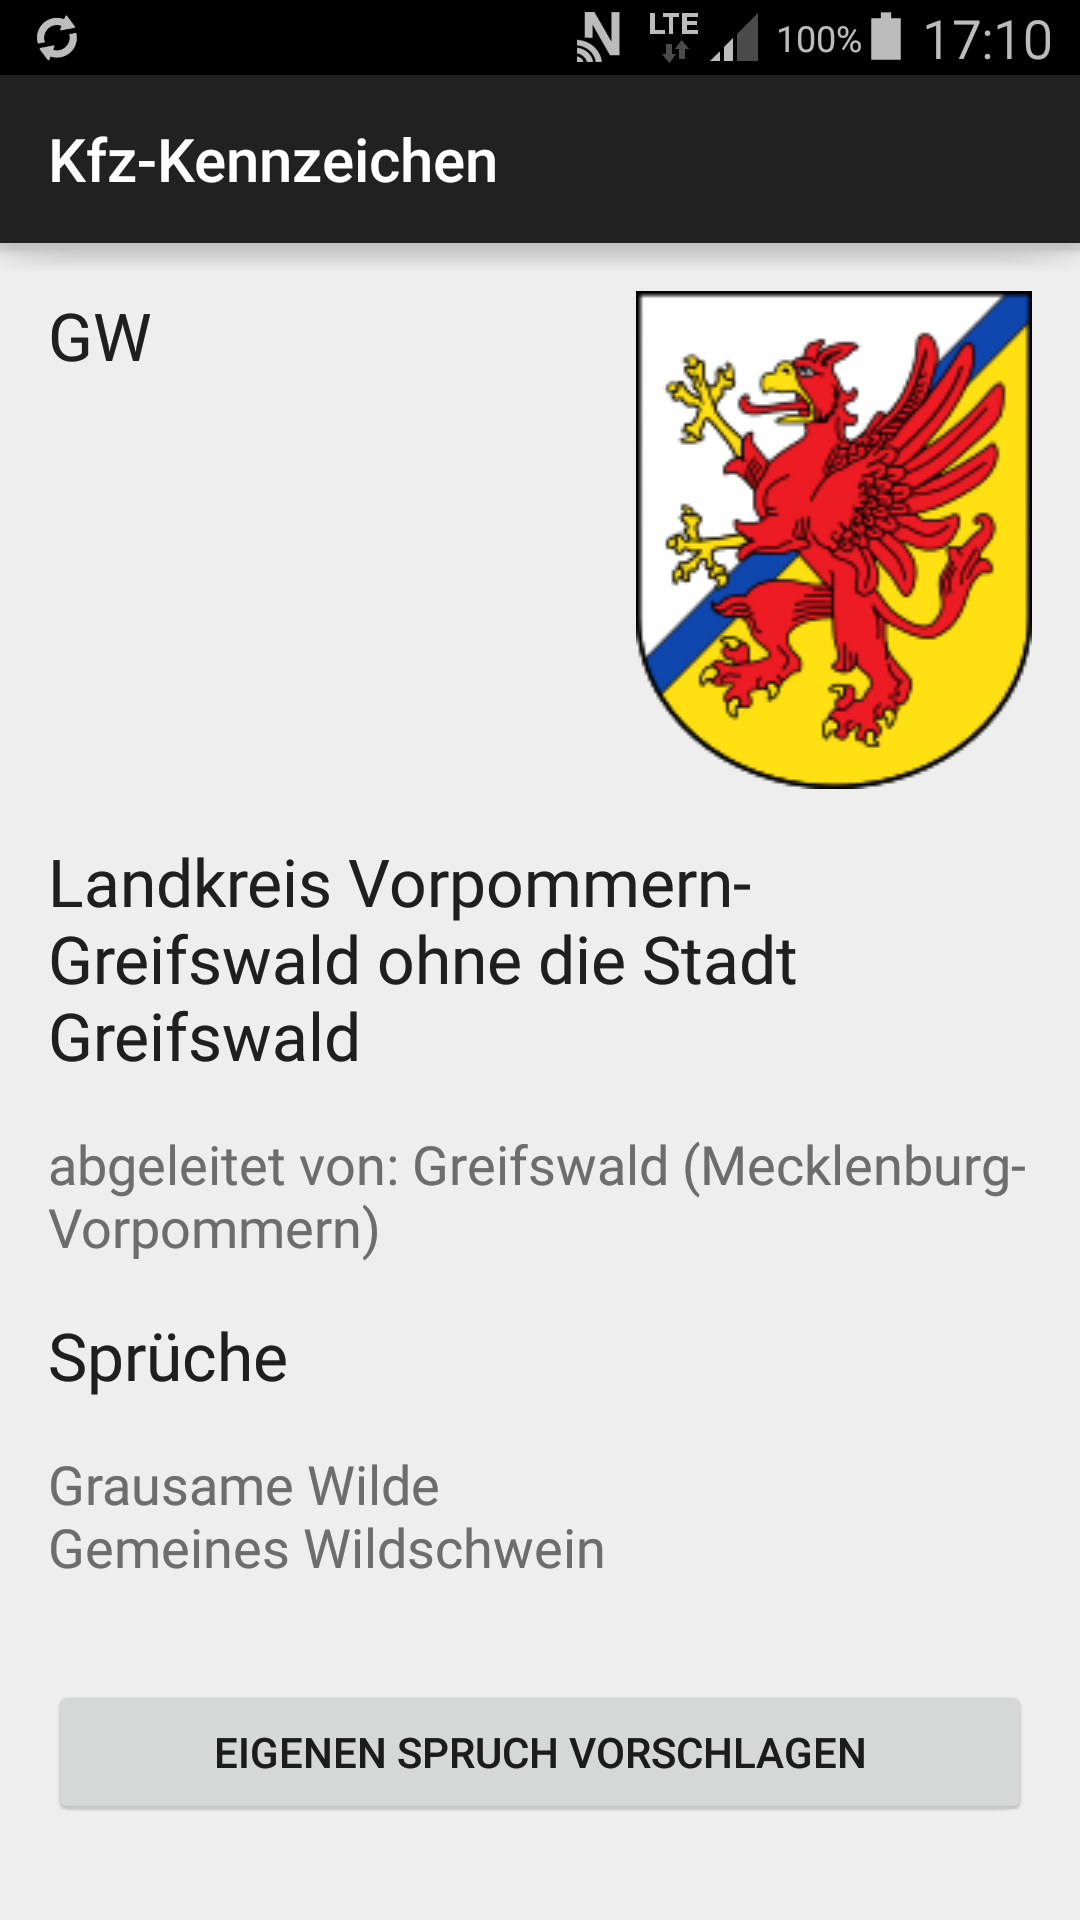 N LTE 100% 17:10
Kfz-Kennzeichen
GW
Landkreis Vorpommern-
Greifswald ohne die Stadt
Greifswald
abgeleitet von: Greifswald (Mecklenburg-
Vorpommern)
Sprüche
Grausame Wilde
Gemeines Wildschwein
EIGENEN SPRUCH VORSCHLAGEN